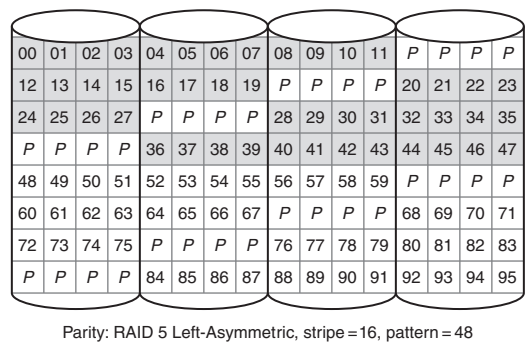 00 01 02 03 04 05 06 07 08 09 10 11 P P P P
12 13 14 15 16 17 18 19 P P P P 20 21 22 23
24 25 26 27 P P P P 28 29 30 31 32 33 34 35
P P P P 36 37 38 39 40 41 42 43 44 45 46 47
48 49 50 51 52 53 54 55 56 57 58 59 P P P P
60 61 62 63 64 65 66 67 P P P P 68 69 70 71
72 73 74 75 P P P P 76 77 78 79 80 81 82 83
P P P P 84 85 86 87 88 89 90 91 92 93 94 95
Parity: RAID 5 Left-Asymmetric, stripe = 16, pattern = 48